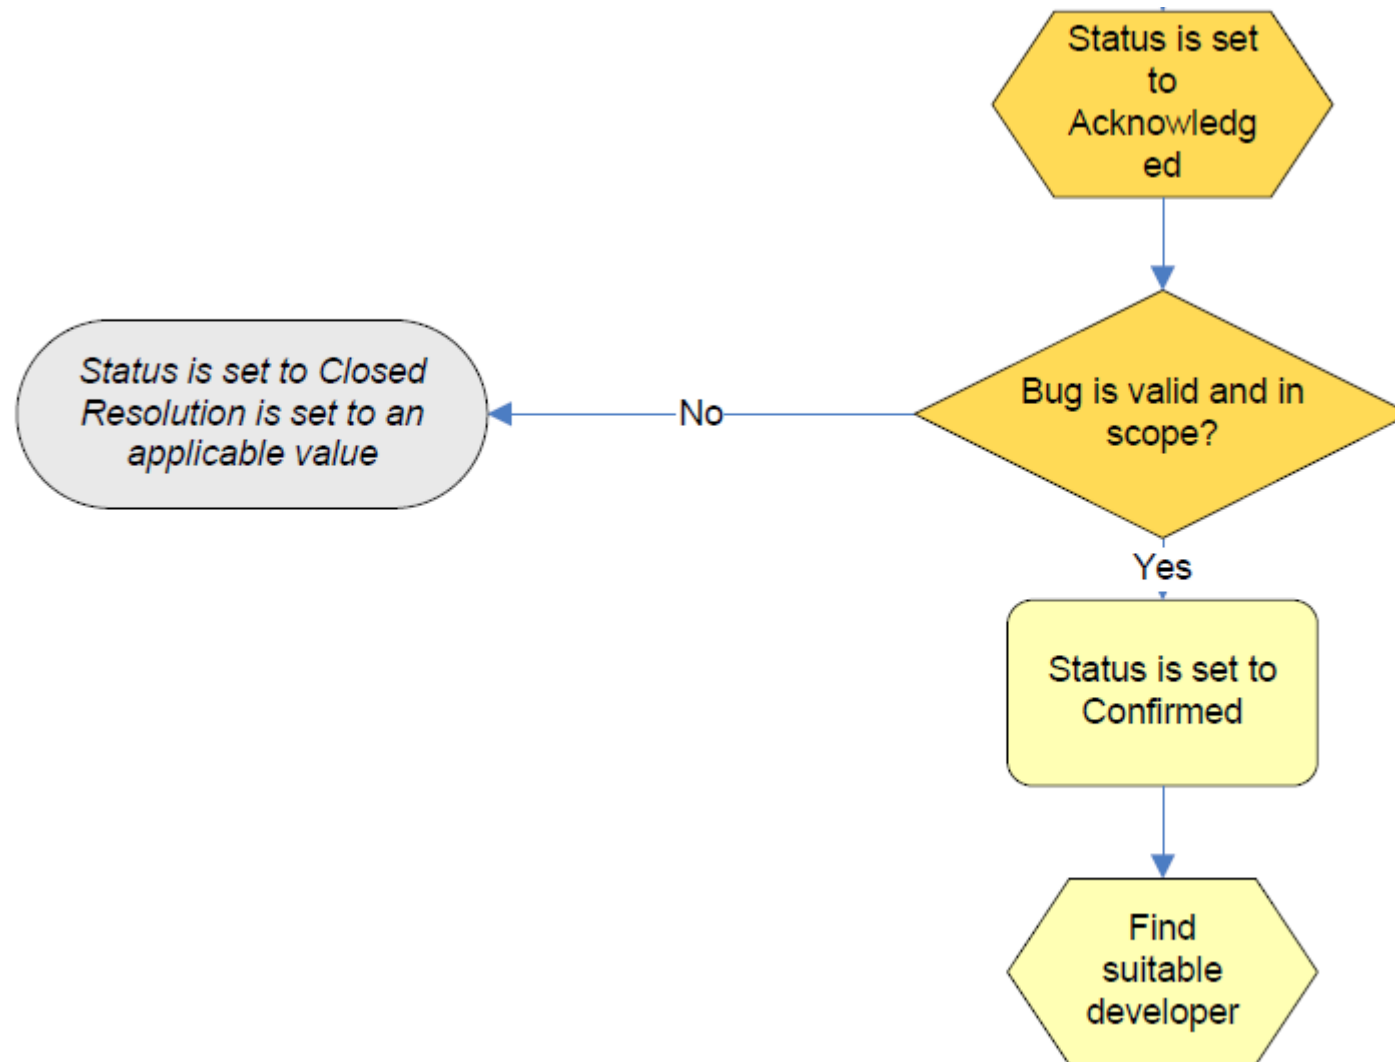 Status is set
to
Acknowledg
ed
Bug is valid and in
scope?
No
Status is set to Closed
Resolution is set to an
applicable value
Yes
Status is set to
Confirmed
Find
suitable
developer